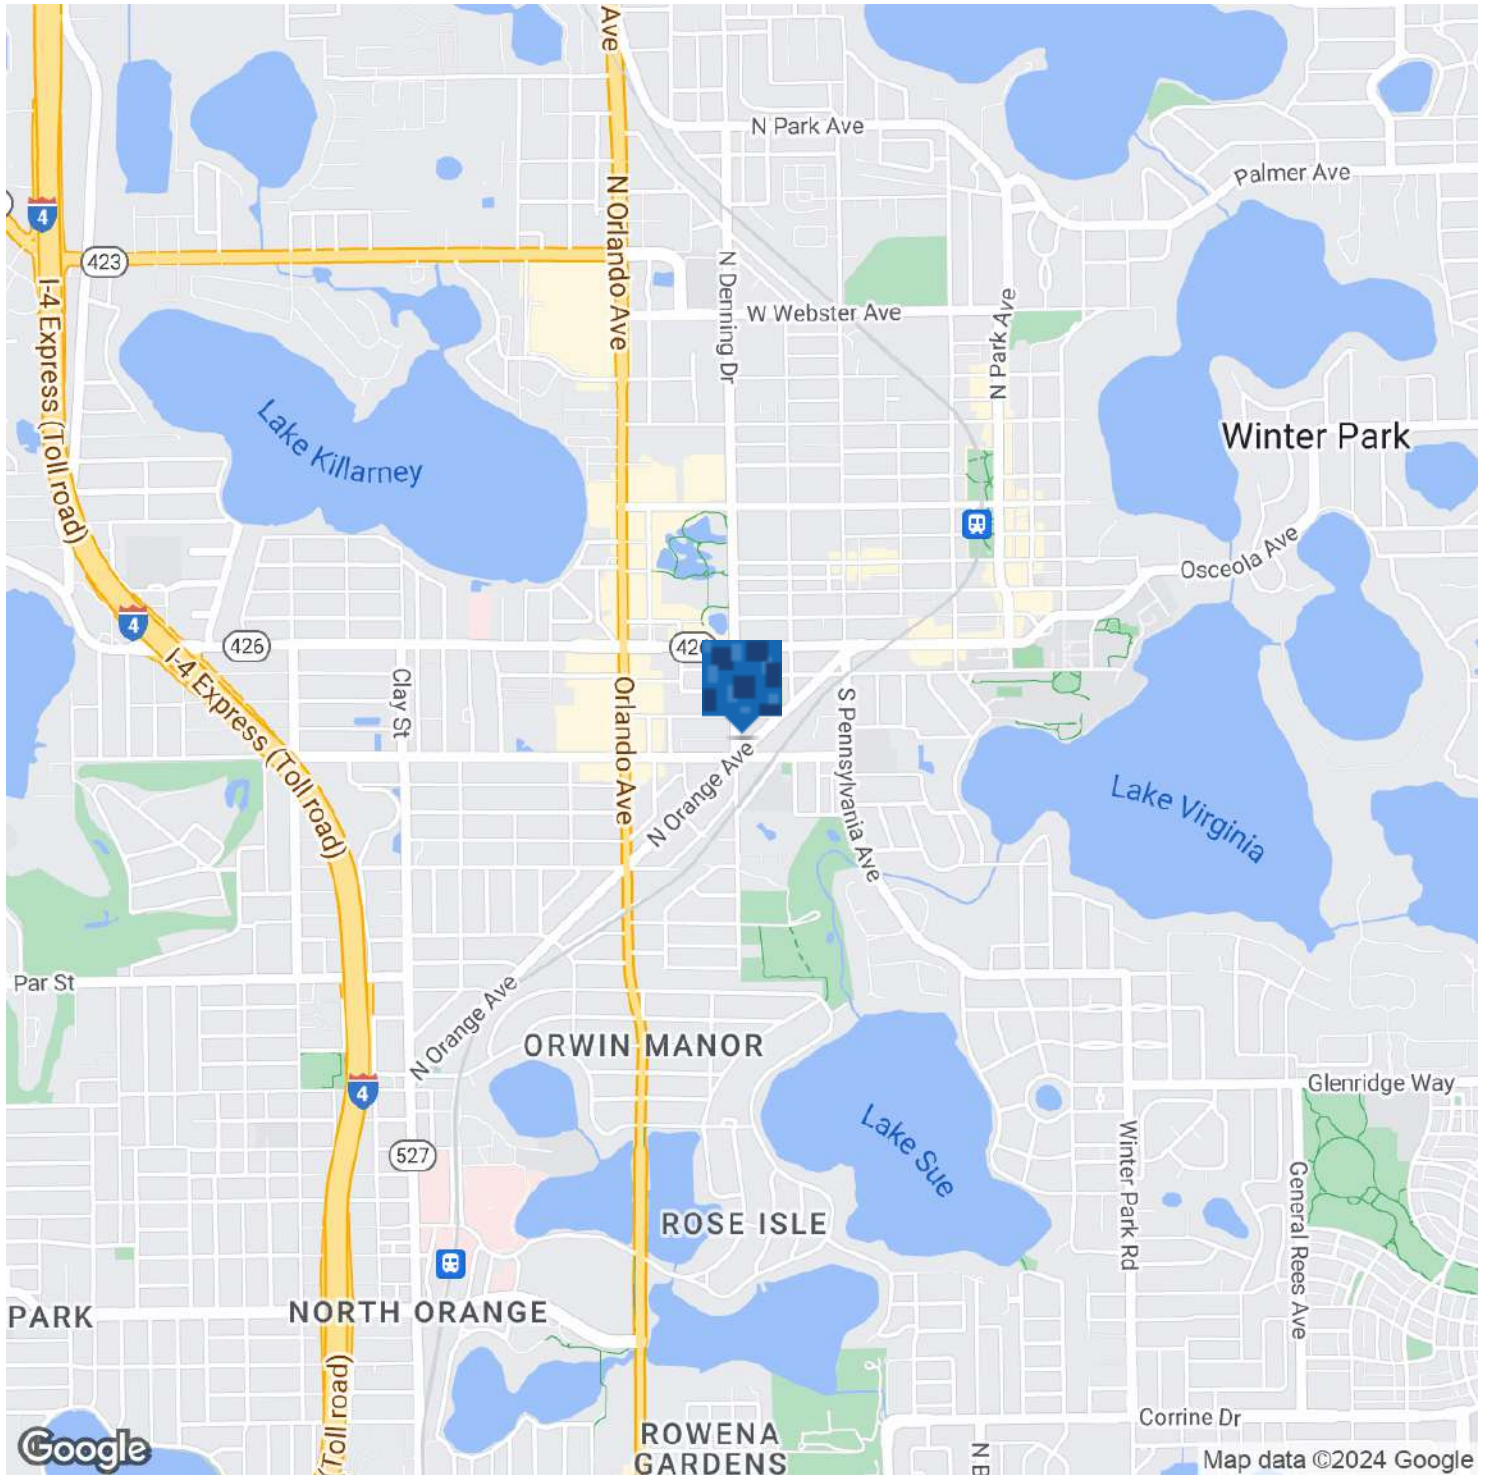 Ave
N Park Ave
Palmer Ave
4
423
N Orlando Ave
N Denning Dr
I-4 Express (Toll road)
W Webster Ave
N Park Ave
Lake Killarney
Winter Park
Osceola Ave
4
426
426
I-4 Express (Toll road)
Clay St
Orlando Ave
S Pennsylvania Ave
N Orange Ave
Lake Virginia
Par St
N Orange Ave
ORWIN MANOR
4
Glenridge Way
Lake Sue
527
Winter Park Rd
General Rees Ave
ROSE ISLE
PARK
NORTH ORANGE
(Toll road)
Corrine Dr
ROWENA
GARDENS
Google
Map data ©2024 Google